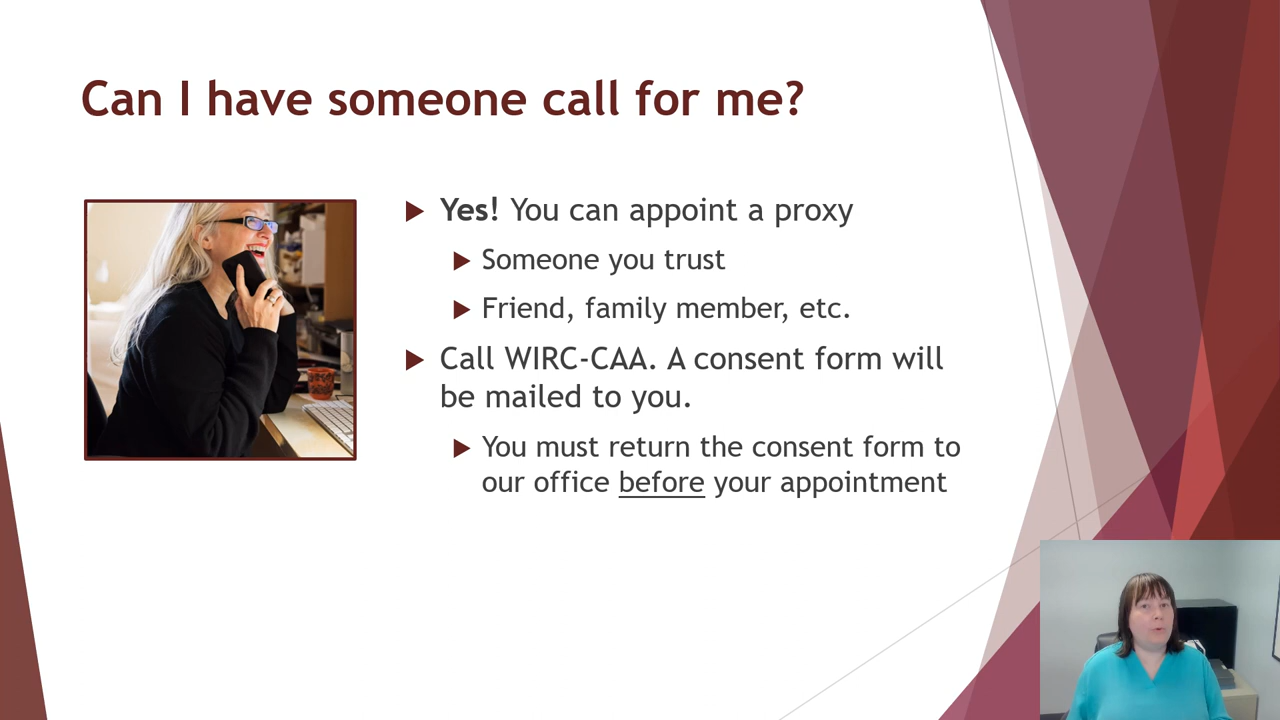 Can I have someone call for me?
Yes! You can appoint a proxy
Someone you trust
Friend, family member, etc.
Call WIRC-CAA. A consent form will
be mailed to you.
You must return the consent form to
our office before your appointment